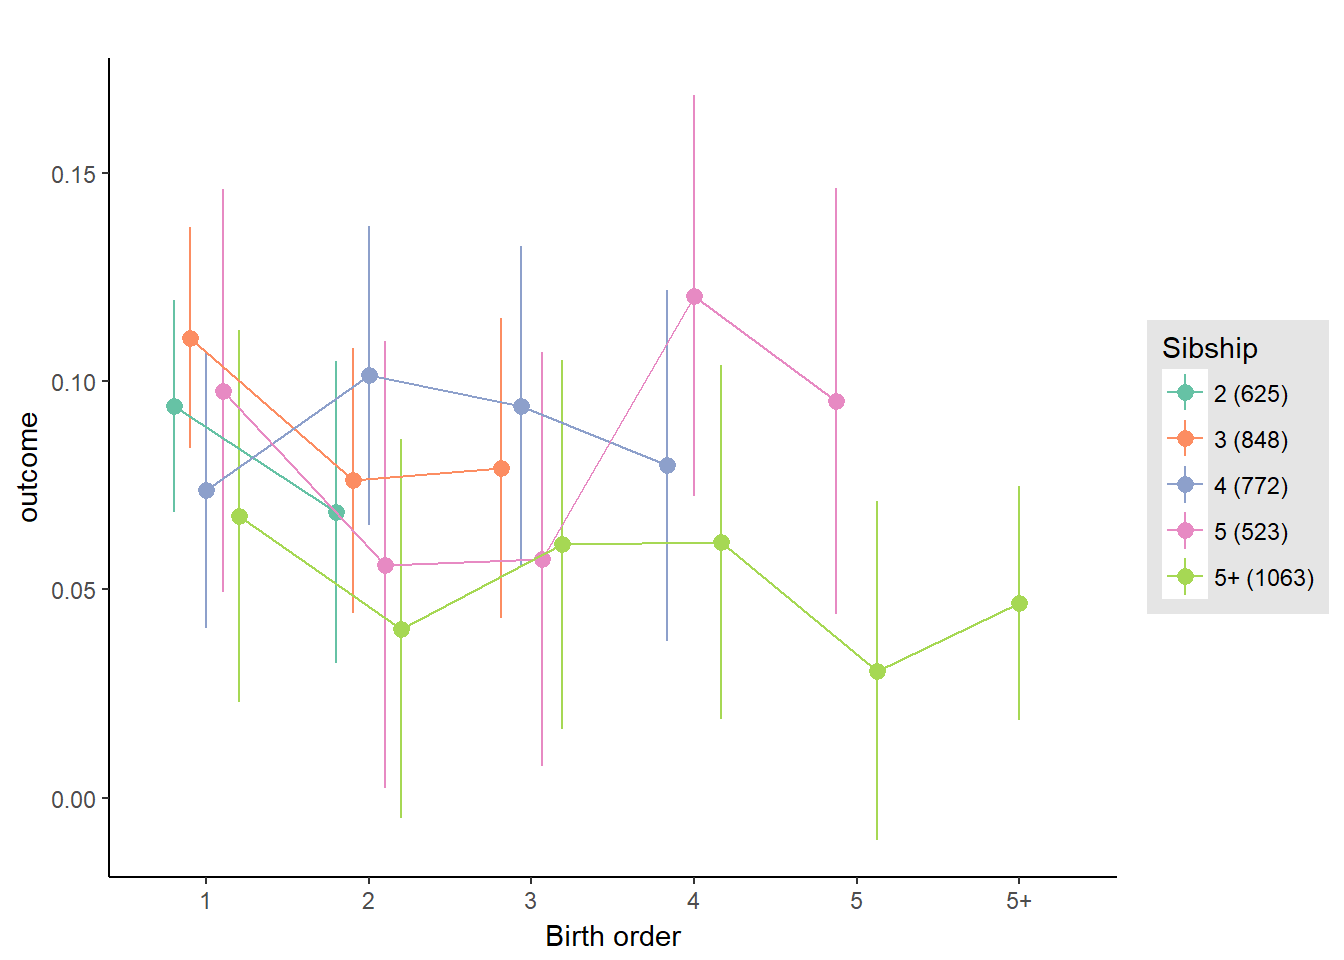 0.15
0.10
0.05
0.00
outcome
1 2 3 4 5 5+
Birth order
Sibship
2 (625)
3 (848)
4 (772)
5 (523)
5+ (1063)